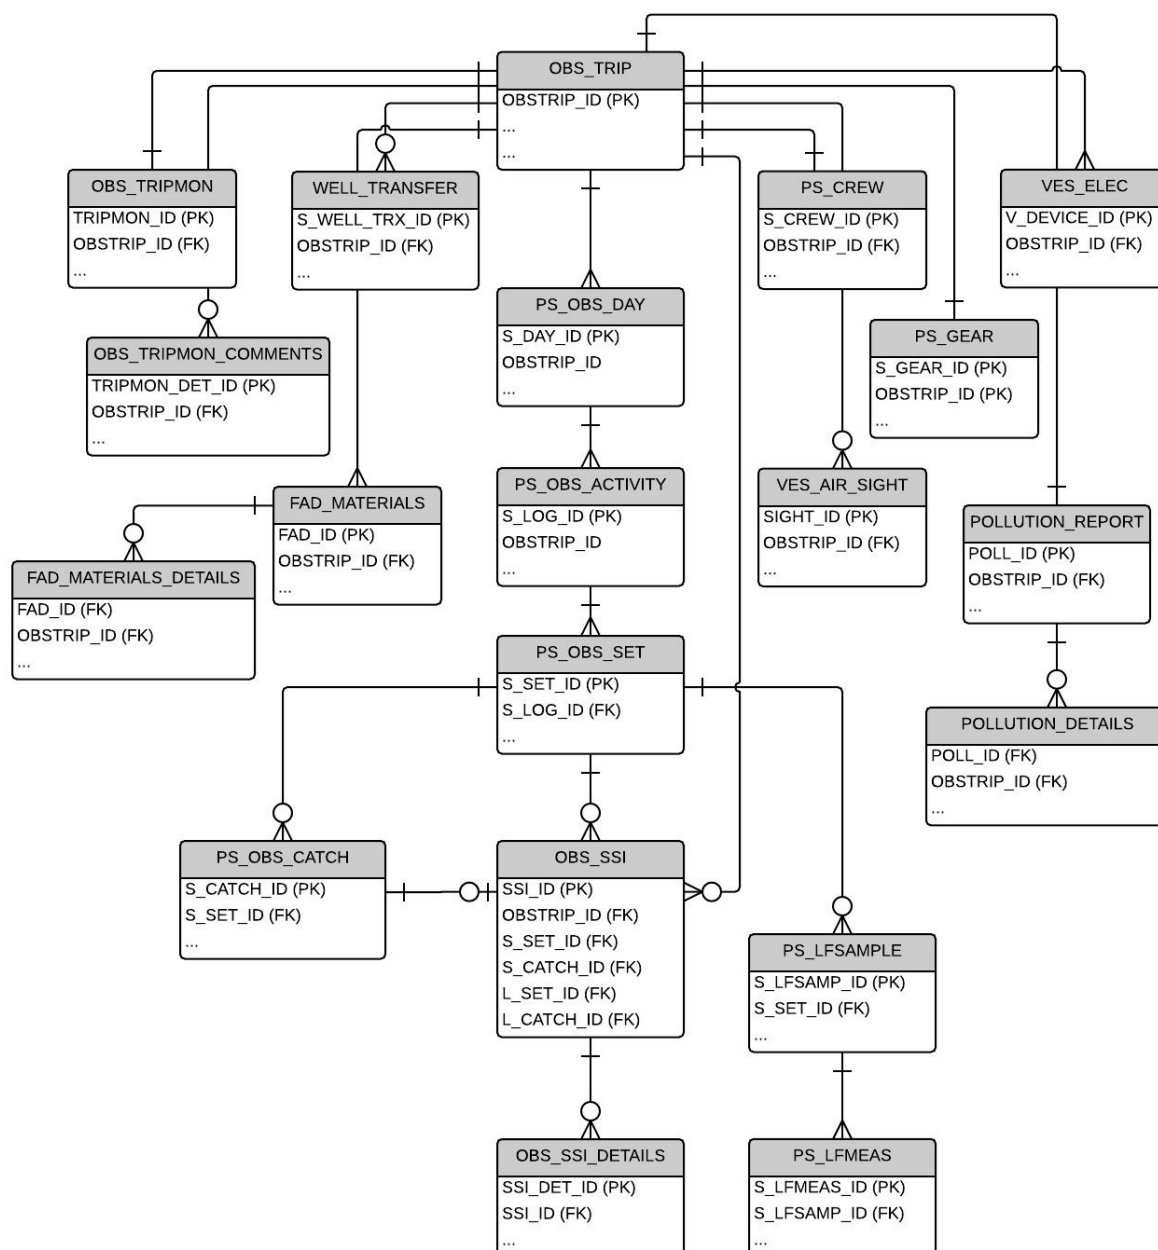 OBS_TRIP
OBSTRIP_ID (PK)
...
...
OBS_TRIPMON
TRIPMON_ID (PK)
OBSTRIP_ID (FK)
...
WELL_TRANSFER
S_WELL_TRX_ID (PK)
OBSTRIP_ID (FK)
...
PS_CREW
S_CREW_ID (PK)
OBSTRIP_ID (FK)
...
VES_ELEC
V_DEVICE_ID (PK)
OBSTRIP_ID (FK)
...
PS_OBS_DAY
S_DAY_ID (PK)
OBSTRIP_ID
...
PS_GEAR
S_GEAR_ID (PK)
OBSTRIP_ID (PK)
...
OBS_TRIPMON_COMMENTS
TRIPMON_DET_ID (PK)
OBSTRIP_ID (FK)
...
PS_OBS_ACTIVITY
S_LOG_ID (PK)
OBSTRIP_ID
...
VES_AIR_SIGHT
SIGHT_ID (PK)
OBSTRIP_ID (FK)
...
FAD_MATERIALS
FAD_ID (PK)
OBSTRIP_ID (FK)
...
POLLUTION_REPORT
POLL_ID (PK)
OBSTRIP_ID (FK)
...
FAD_MATERIALS_DETAILS
FAD_ID (FK)
OBSTRIP_ID (FK)
...
PS_OBS_SET
S_SET_ID (PK)
S_LOG_ID (FK)
...
POLLUTION_DETAILS
POLL_ID (FK)
OBSTRIP_ID (FK)
...
PS_OBS_CATCH
S_CATCH_ID (PK)
S_SET_ID (FK)
...
OBS_SSI
SSI_ID (PK)
OBSTRIP_ID (FK)
S_SET_ID (FK)
S_CATCH_ID (FK)
L_SET_ID (FK)
L_CATCH_ID (FK)
PS_LFSAMPLE
S_LFSAMP_ID (PK)
S_SET_ID (FK)
...
OBS_SSI_DETAILS
SSI_DET_ID (PK)
SSI_ID (FK)
...
PS_LFMEAS
S_LFMEAS_ID (PK)
S_LFSAMP_ID (FK)
...